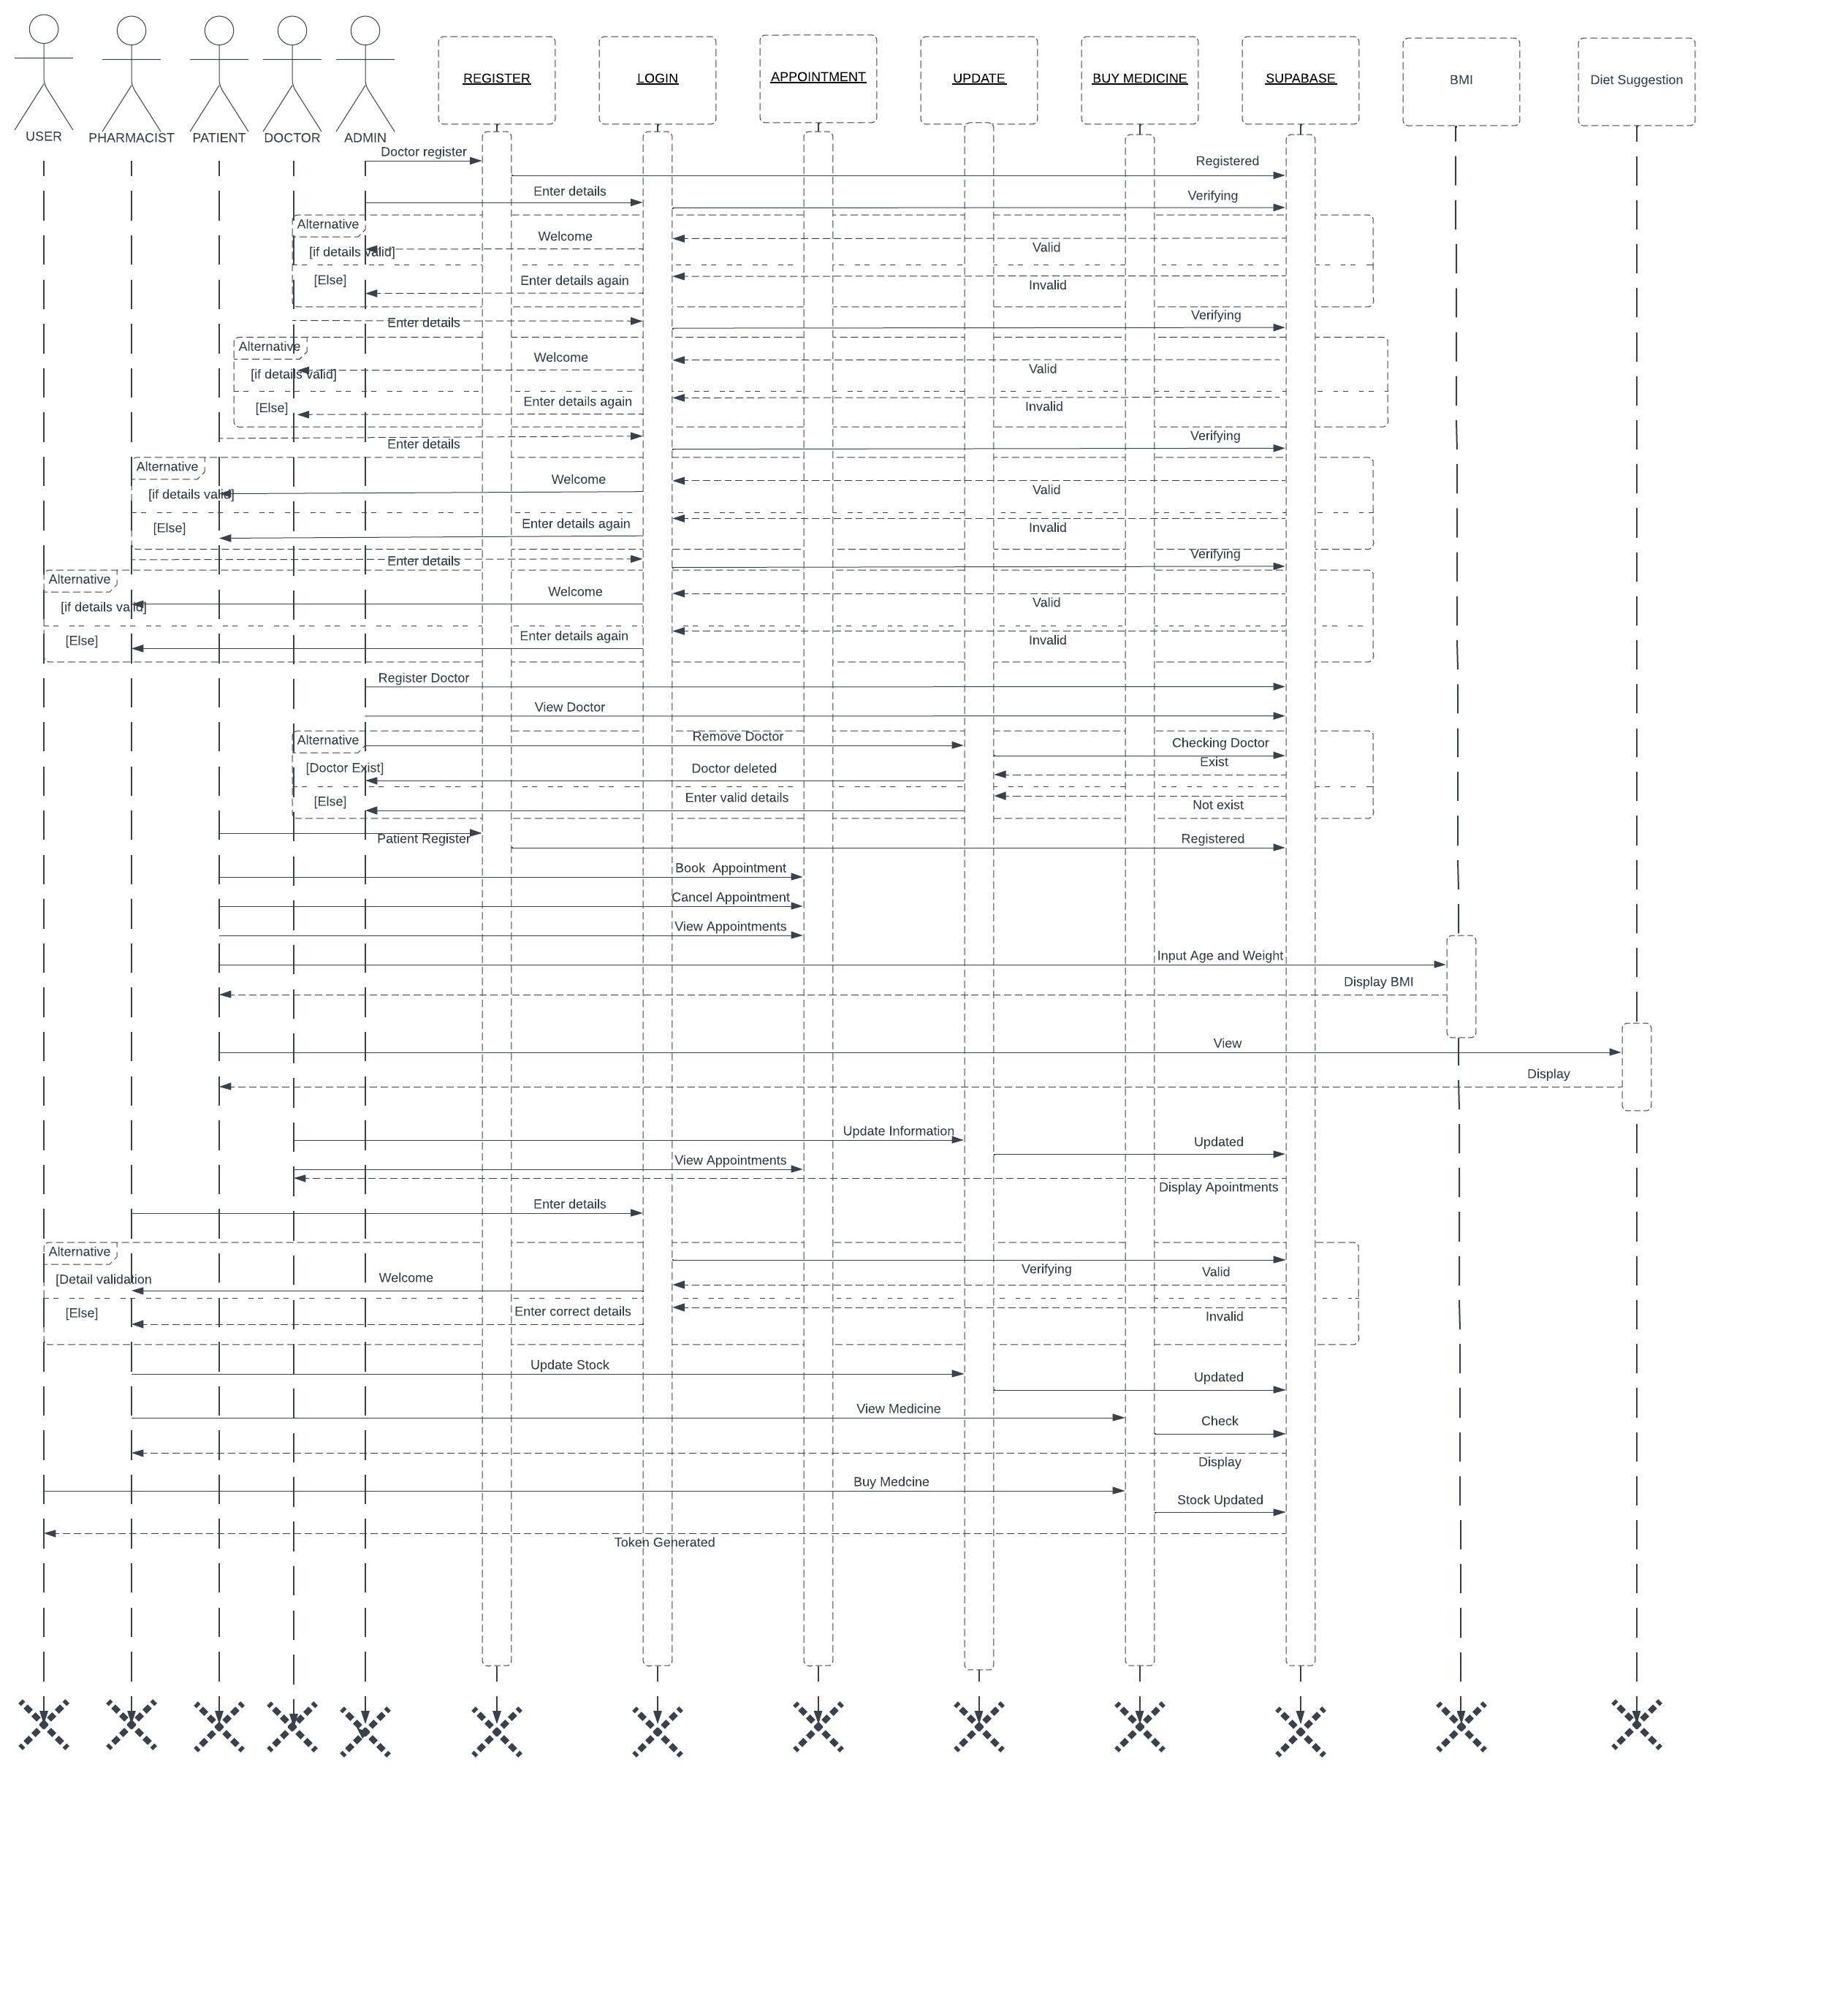 USER
PHARMACIST
PATIENT
DOCTOR
ADMIN
REGISTER
LOGIN
APPOINTMENT
UPDATE
BUY MEDICINE
SUPABASE
BMI
Diet Suggestion
Doctor register
Registered
Enter details
Verifying
Alternative
Welcome
[if details valid]
Valid
[Else]
Enter details again
Invalid
Enter details
Verifying
Alternative
Welcome
[if details valid]
Valid
[Else]
Enter details again
Invalid
Enter details
Verifying
Alternative
Welcome
[if details valid]
Valid
[Else]
Enter details again
Invalid
Enter details
Verifying
Alternative
Welcome
[if details valid]
Valid
[Else]
Enter details again
Invalid
Register Doctor
View Doctor
Alternative
Remove Doctor
Checking Doctor
[Doctor Exist]
Doctor deleted
Exist
[Else]
Enter valid details
Not exist
Patient Register
Registered
Book  Appointment
Cancel Appointment
View Appointments
Input Age and Weight
Display BMI
View
Display
Update Information
Updated
View Appointments
Display Apointments
Enter details
Alternative
Verifying
Valid
[Detail validation
Welcome
[Else]
Enter correct details
Invalid
Update Stock
Updated
View Medicine
Check
Display
Buy Medcine
Stock Updated
Token Generated